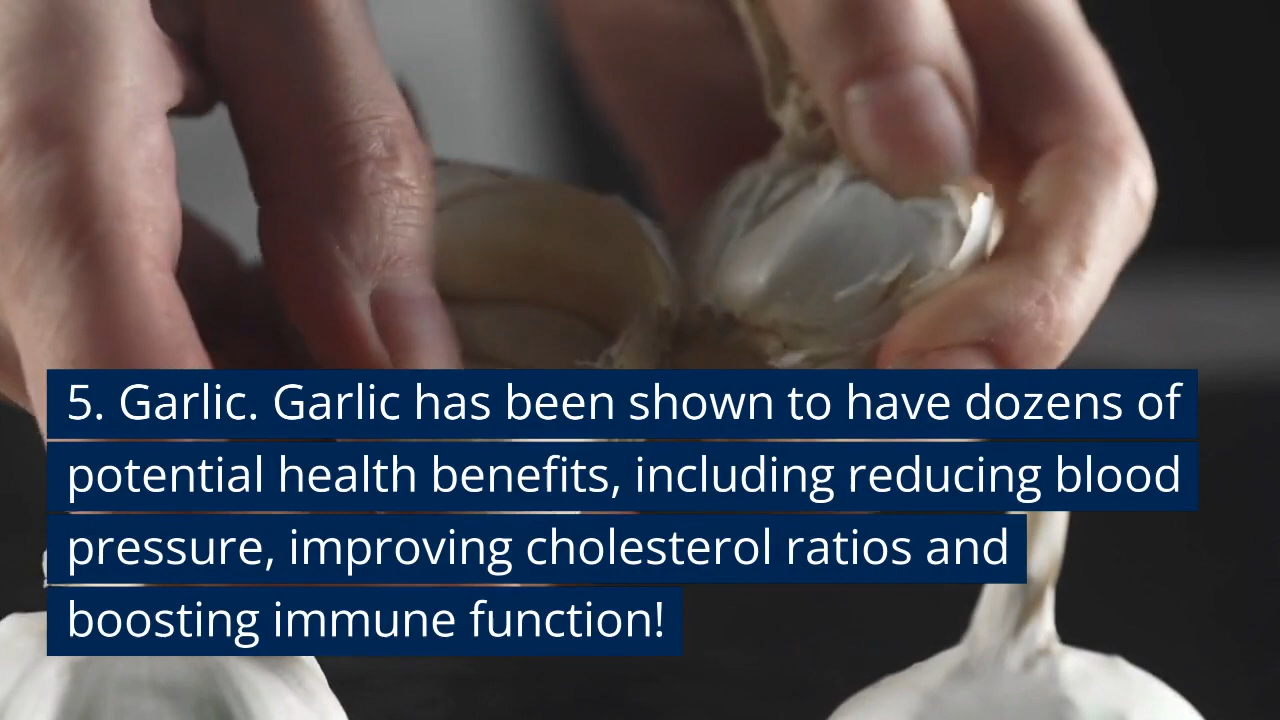 5. Garlic. Garlic has been shown to have dozens of
potential health benefits, including reducing blood
pressure, improving cholesterol ratios and
boosting immune function!